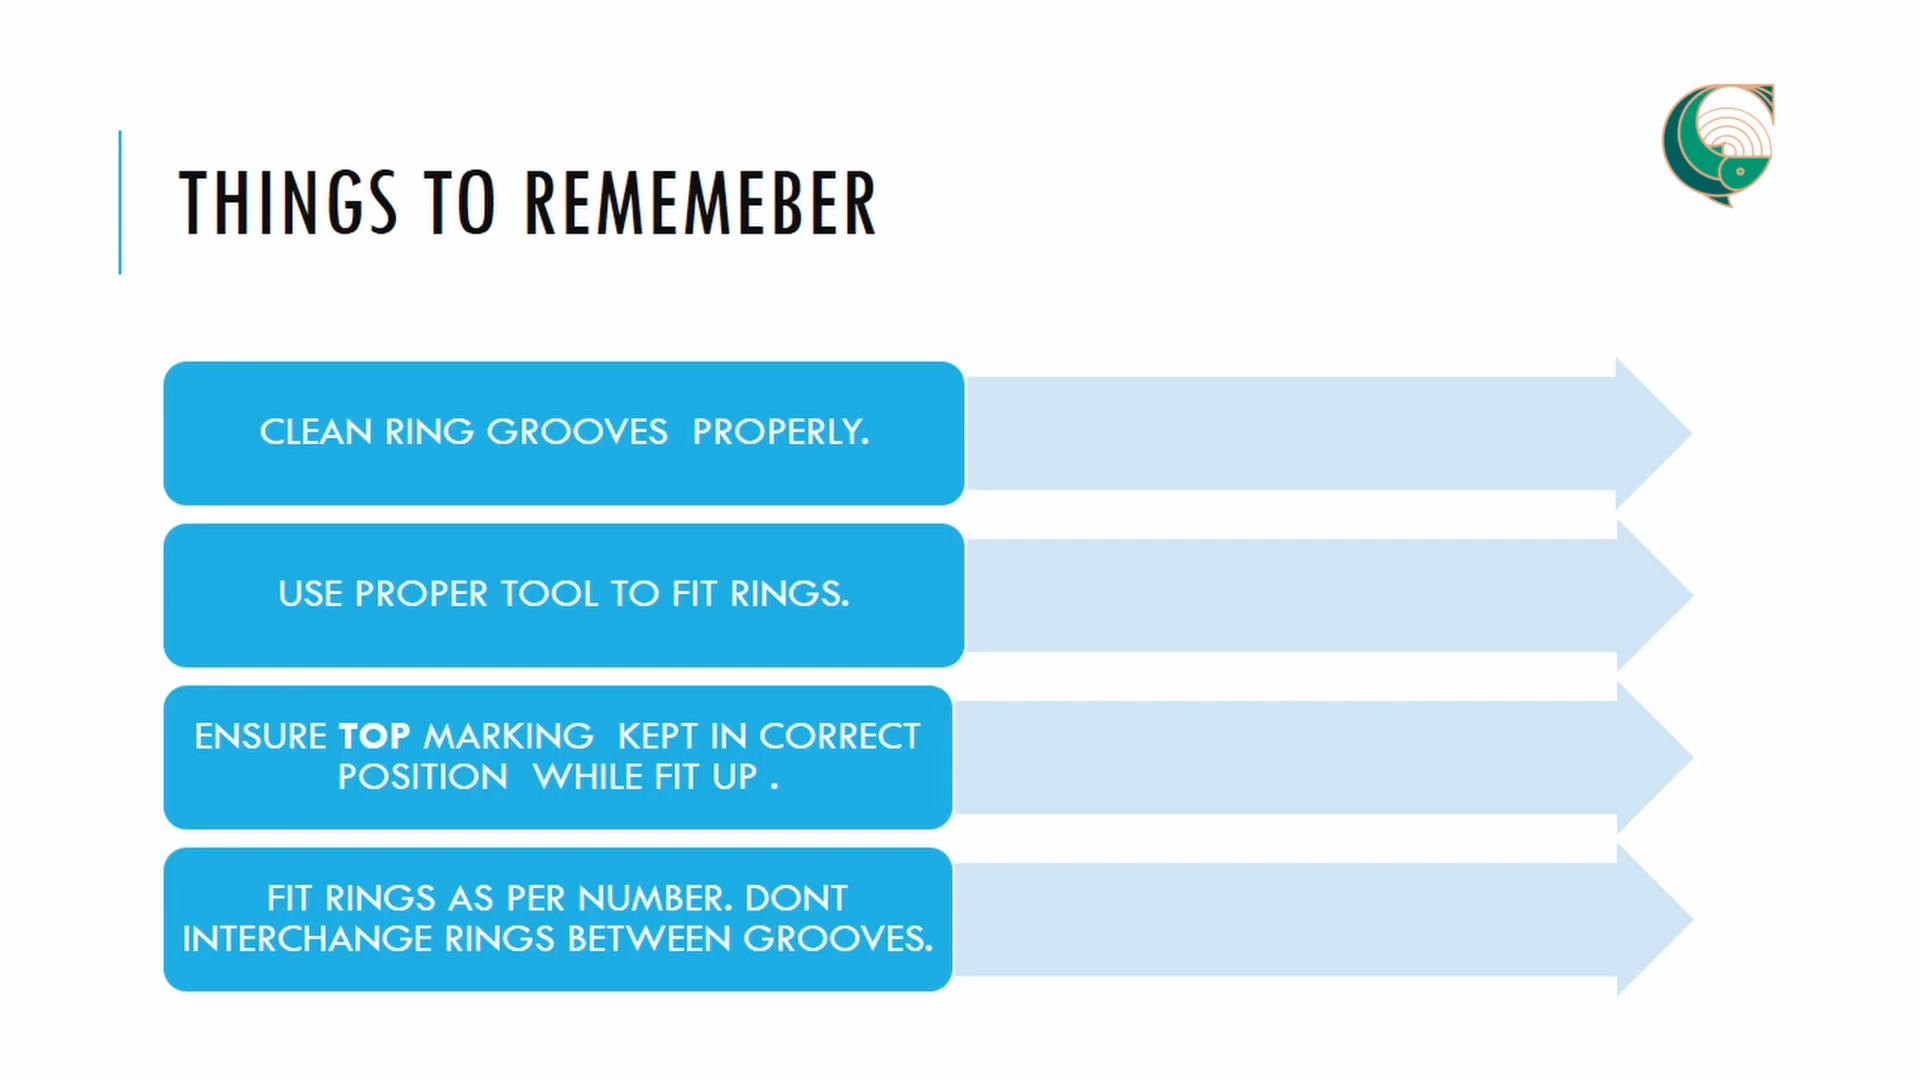 THINGS TO REMEMEBER
CLEAN RING GROOVES PROPERLY.
USE PROPER TOOL TO FIT RINGS.
ENSURE TOP MARKING KEPT IN CORRECT
POSITION WHILE FIT UP .
FIT RINGS AS PER NUMBER. DONT
INTERCHANGE RINGS BETWEEN GROOVES.